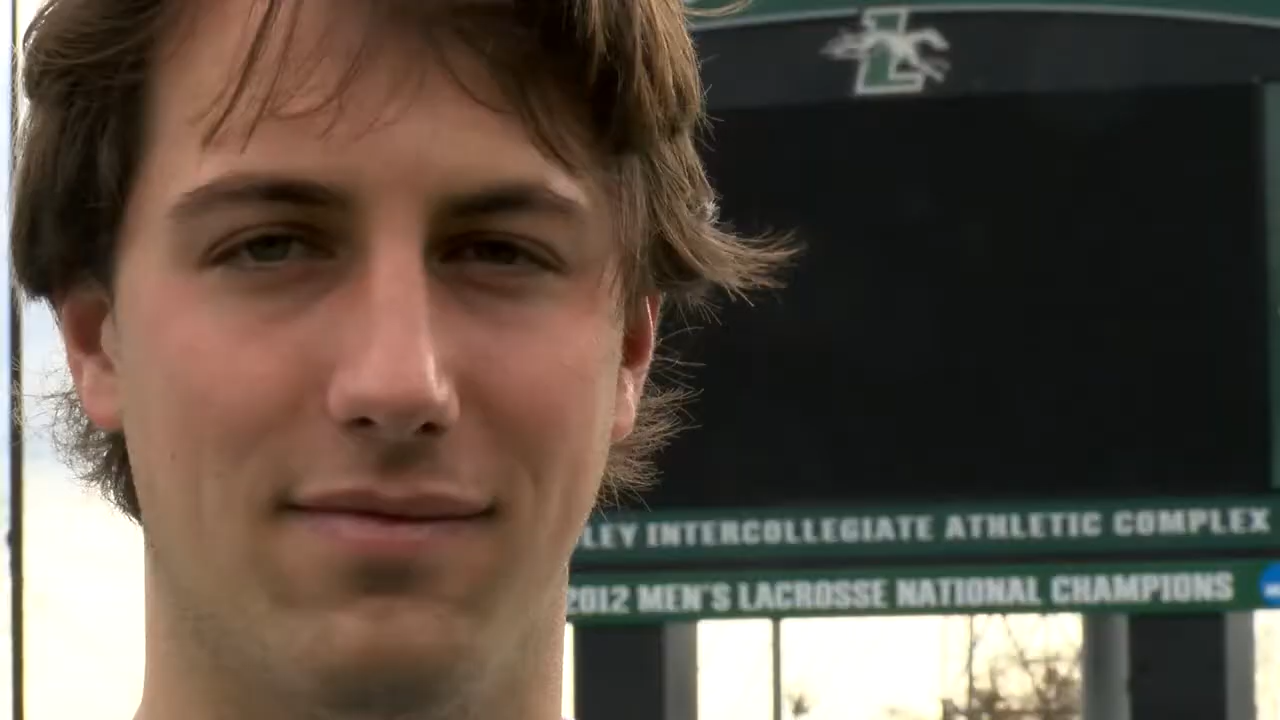 L
LEY INTERCOLLEGIATE ATHLETIC COMPLEX
2012 MEN'S LACROSSE NATIONAL CHAMPIONS